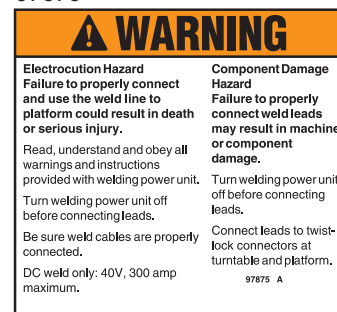 WARNING
Electrocution Hazard
Failure to properly connect
and use the weld line to
platform could result in death
or serious injury.
Read, understand and obey all
warnings and instructions
provided with welding power unit.
Turn welding power unit off
before connecting leads.
Be sure weld cables are properly
connected.
DC weld only: 40V, 300 amp
maximum.
Component Damage
Hazard
Failure to properly
connect weld leads
may result in machine
or component
damage.
Turn welding power unit
off before connecting
leads.
Connect leads to twist-
lock connectors at
turntable and platform.
97875 A